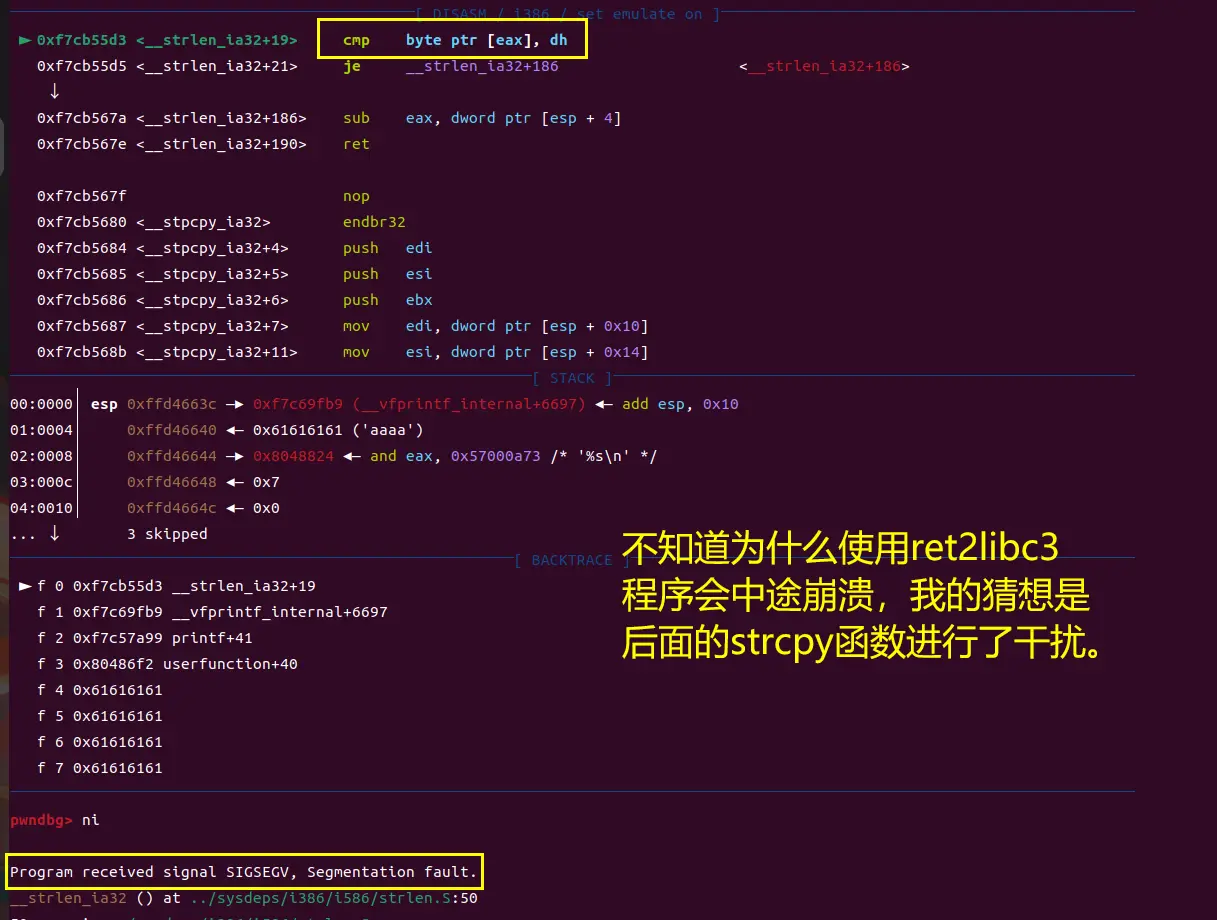 [ DISASM / i386 / set emulate on ]
► 0xf7cb55d3 <__strlen_ia32+19> cmp byte ptr [eax], dh
0xf7cb55d5 <__strlen_ia32+21> je __strlen_ia32+186 <__strlen_ia32+186>
↓
0xf7cb567a <__strlen_ia32+186> sub eax, dword ptr [esp + 4]
0xf7cb567e <__strlen_ia32+190> ret
0xf7cb567f nop
0xf7cb5680 <__stpcpy_ia32> endbr32
0xf7cb5684 <__stpcpy_ia32+4> push edi
0xf7cb5685 <__stpcpy_ia32+5> push esi
0xf7cb5686 <__stpcpy_ia32+6> push ebx
0xf7cb5687 <__stpcpy_ia32+7> mov edi, dword ptr [esp + 0x10]
0xf7cb568b <__stpcpy_ia32+11> mov esi, dword ptr [esp + 0x14]
[ STACK ]
00:0000│ esp 0xffd4663c —► 0xf7c69fb9 (__vfprintf_internal+6697) ◄— add esp, 0x10
01:0004│ 0xffd46640 ◄— 0x61616161 ('aaaa')
02:0008│ 0xffd46644 —► 0x8048824 ◄— and eax, 0x57000a73 /* '%s\n' */
03:000c│ 0xffd46648 ◄— 0x7
04:0010│ 0xffd4664c ◄— 0x0
... ↓ 3 skipped
[ BACKTRACE ]
► f 0 0xf7cb55d3 __strlen_ia32+19
f 1 0xf7c69fb9 __vfprintf_internal+6697
f 2 0xf7c57a99 printf+41
f 3 0x80486f2 userfunction+40
f 4 0x61616161
f 5 0x61616161
f 6 0x61616161
f 7 0x61616161
不知道为什么使用ret2libc3
程序会中途崩溃，我的猜想是
后面的strcpy函数进行了干扰。
pwndbg> ni
Program received signal SIGSEGV, Segmentation fault.
__strlen_ia32 () at ../sysdeps/i386/i586/strlen.S:50